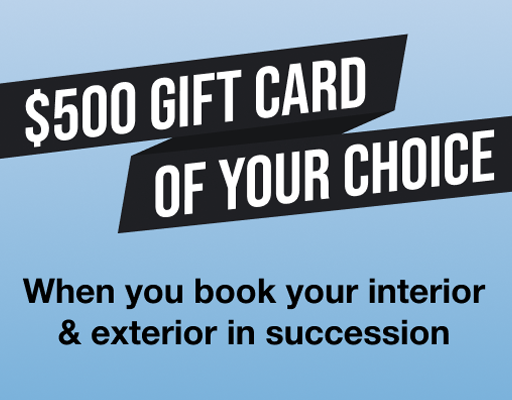 $500 GIFT CARD
OF YOUR CHOICE
When you book your interior
& exterior in succession